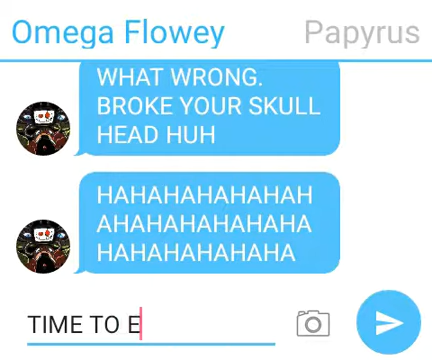 Omega Flowey Papyrus
WHAT WRONG.
BROKE YOUR SKULL
HEAD HUH
HAHAHAHAHAHAH
AHAHAHAHAHAHA
HAHAHAHAHAHA
TIME TO E